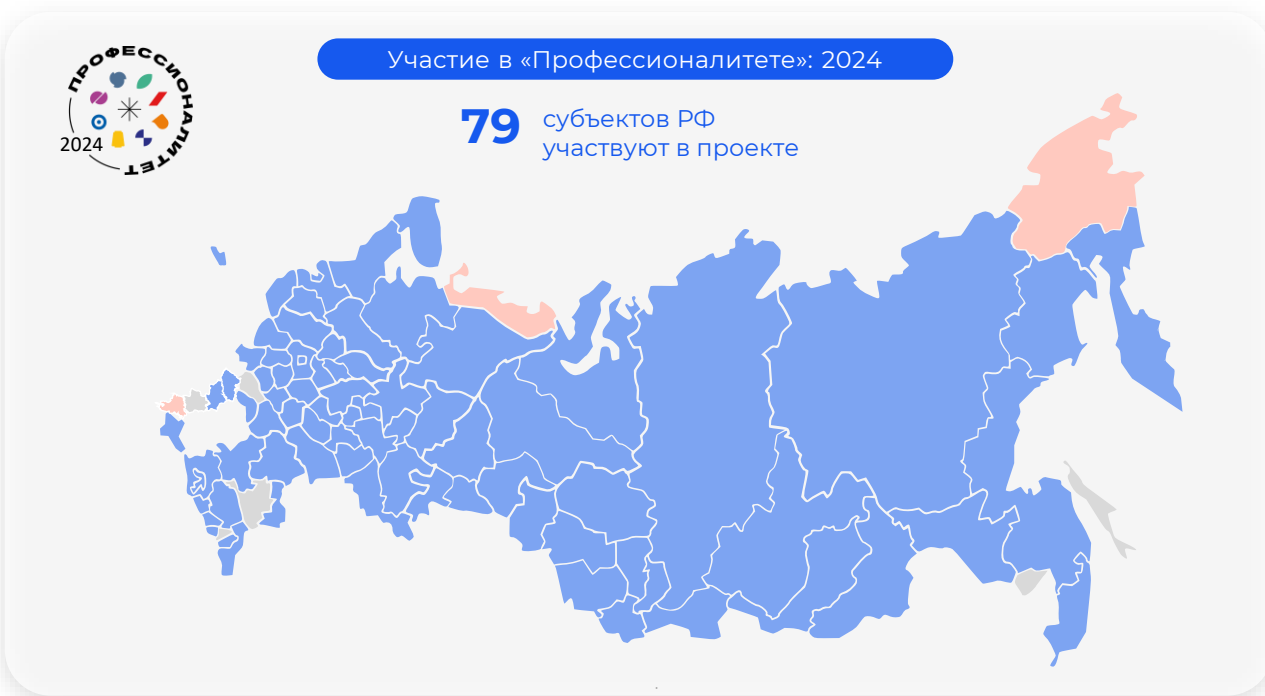 ПРОФЕССИОНАЛИТЕТ
2024
Участие в «Профессионалитете»: 2024
79
субъектов РФ
участвуют в проекте